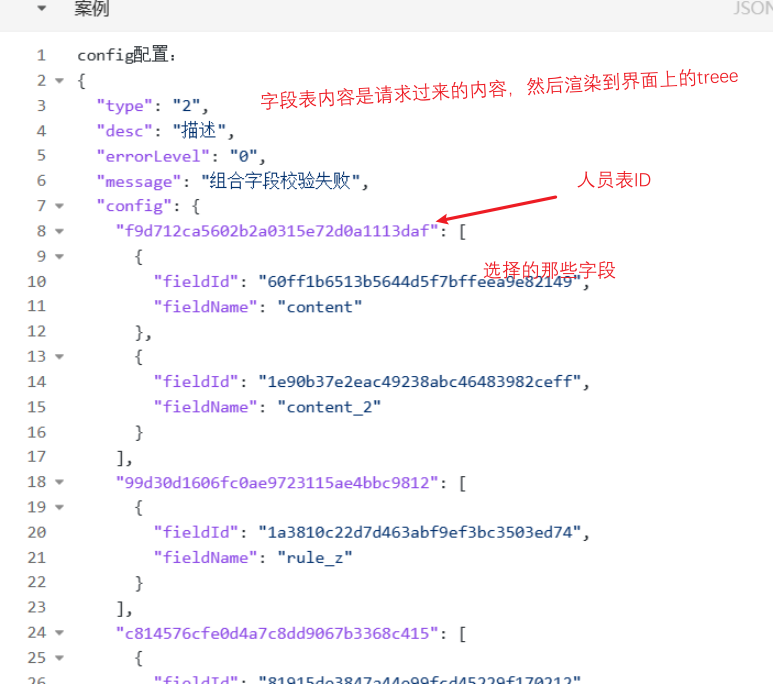 案例
JSON
1 config配置:
2 {
字段表内容是请求过来的内容，然后渲染到界面上的treee
3 "type": "2",
4 "desc": "描述",
5 "errorLevel": "0",
6 "message": "组合字段校验失败",
人员表ID
7 "config": {
8 "f9d712ca5602b2a0315e72d0a1113daf": [
9 {
选择的那些字段
10 "fieldId": "60ff1b6513b5644d5f7bffeea9e82149",
11 "fieldName": "content"
12 },
13 {
14 "fieldId": "1e90b37e2eac49238abc46483982ceff",
15 "fieldName": "content_2"
16 }
17 ],
18 "99d30d1606fc0ae9723115ae4bbc9812": [
19 {
20 "fieldId": "1a3810c22d7d463abf9ef3bc3503ed74",
21 "fieldName": "rule_z"
22 }
23 ],
24 "c814576cfe0d4a7c8dd9067b3368c415": [
25 {
26 "fieldId": "81915de3847a44e99fcd45229f170212"